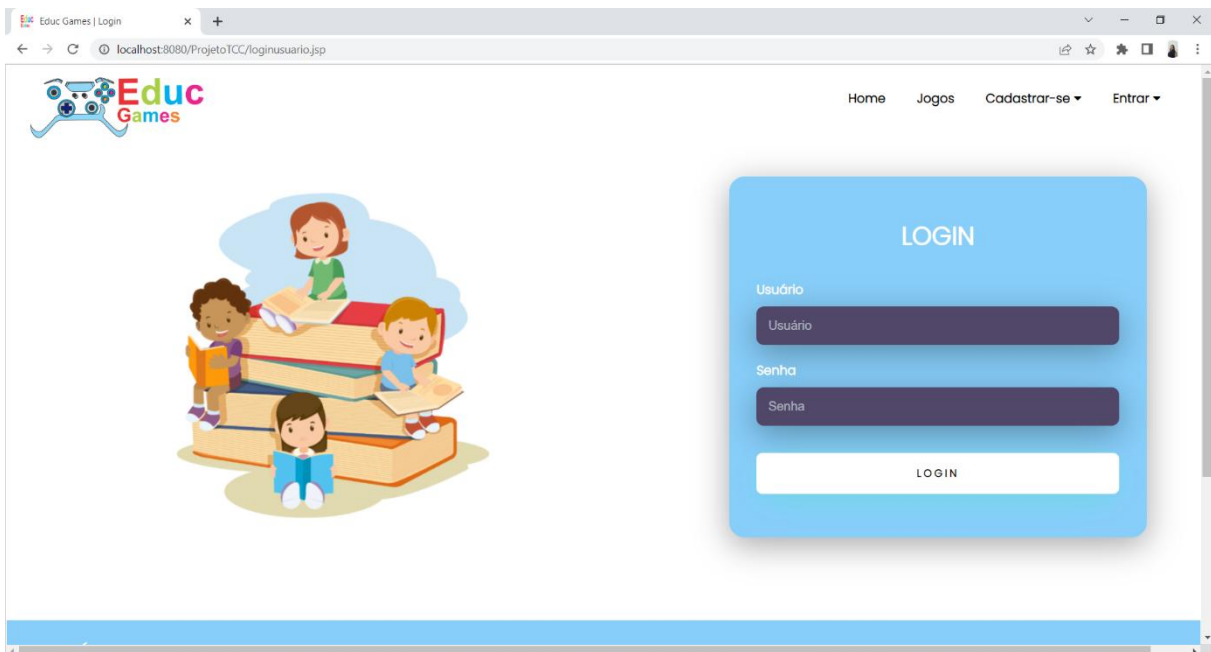 Educ Games | Login
localhost:8080/ProjetoTCC/loginusuario.jsp
Educ
Games
Home Jogos Cadastrar-se Entrar
LOGIN
Usuário
Usuário
Senha
Senha
LOGIN